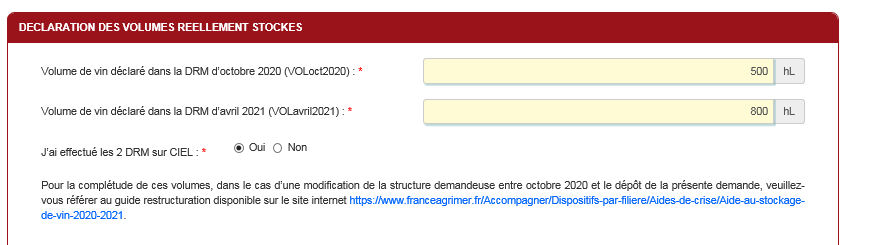 DECLARATION DES VOLUMES REELLEMENT STOCKES
Volume de vin déclaré dans la DRM d'octobre 2020 (VOLoct2020) : * 500 hL
Volume de vin déclaré dans la DRM d'avril 2021 (VOLavril2021) : * 800 hL
J'ai effectué les 2 DRM sur CIEL : * Oui Non
Pour la complétude de ces volumes, dans le cas d'une modification de la structure demandeuse entre octobre 2020 et le dépôt de la présente demande, veuillez-
vous référer au guide restructuration disponible sur le site internet https://www.franceagrimer.fr/Accompagner/Dispositifs-par-filiere/Aides-de-crise/Aide-au-stockage-
de-vin-2020-2021.